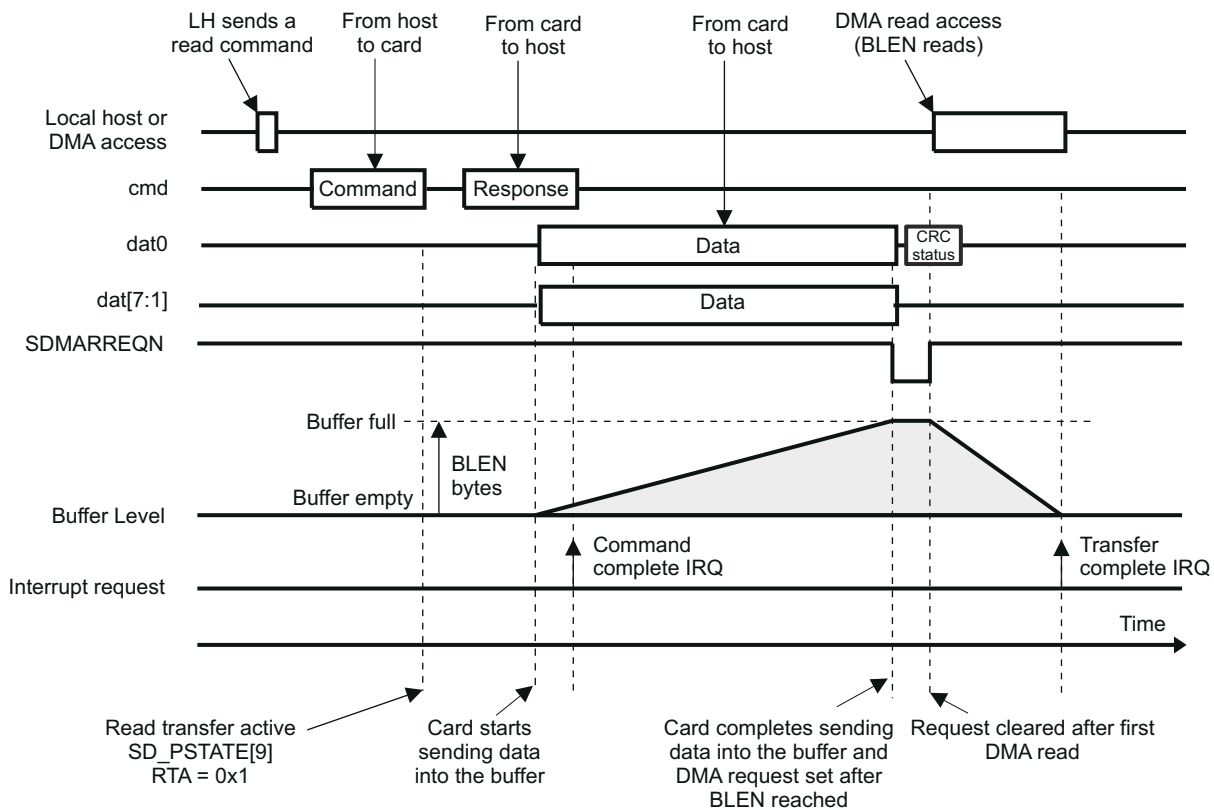 LH sends a
read command
From host
to card
From card
to host
From card
to host
DMA read access
(BLEN reads)
Local host or
DMA access
cmd
Command
Response
dat0
Data
CRC
status
dat[7:1]
Data
SDMARREQN
Buffer full
BLEN
bytes
Buffer empty
Buffer Level
Command
complete IRQ
Transfer
complete IRQ
Interrupt request
Time
Read transfer active
SD_PSTATE[9]
RTA = 0x1
Card starts
sending data
into the buffer
Card completes sending
data into the buffer and
DMA request set after
BLEN reached
Request cleared after first
DMA read